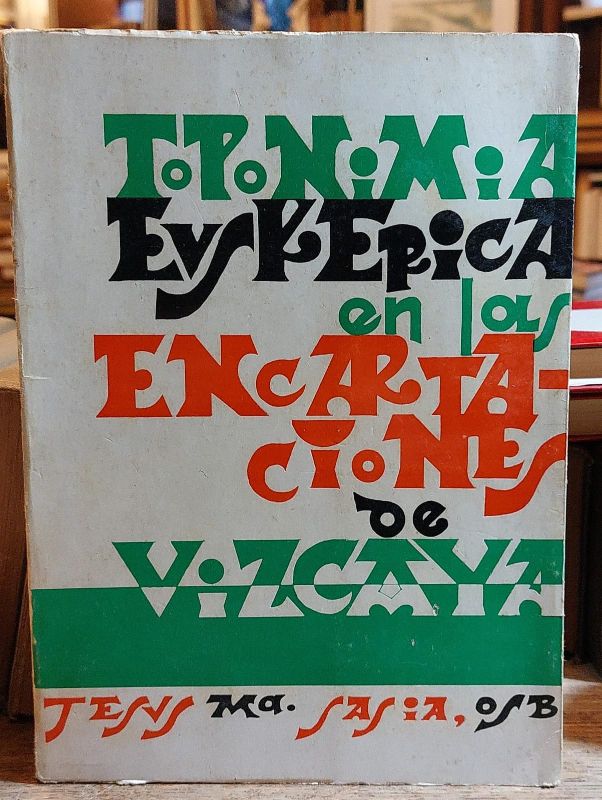 TOPONiMiA
EUSKERiCA
en las
ENCARTA-
CiONES
de
ViZCAYA
JESUS Mª. SASiA, OSB